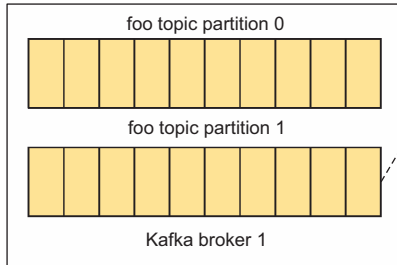 foo topic partition 0
foo topic partition 1
Kafka broker 1